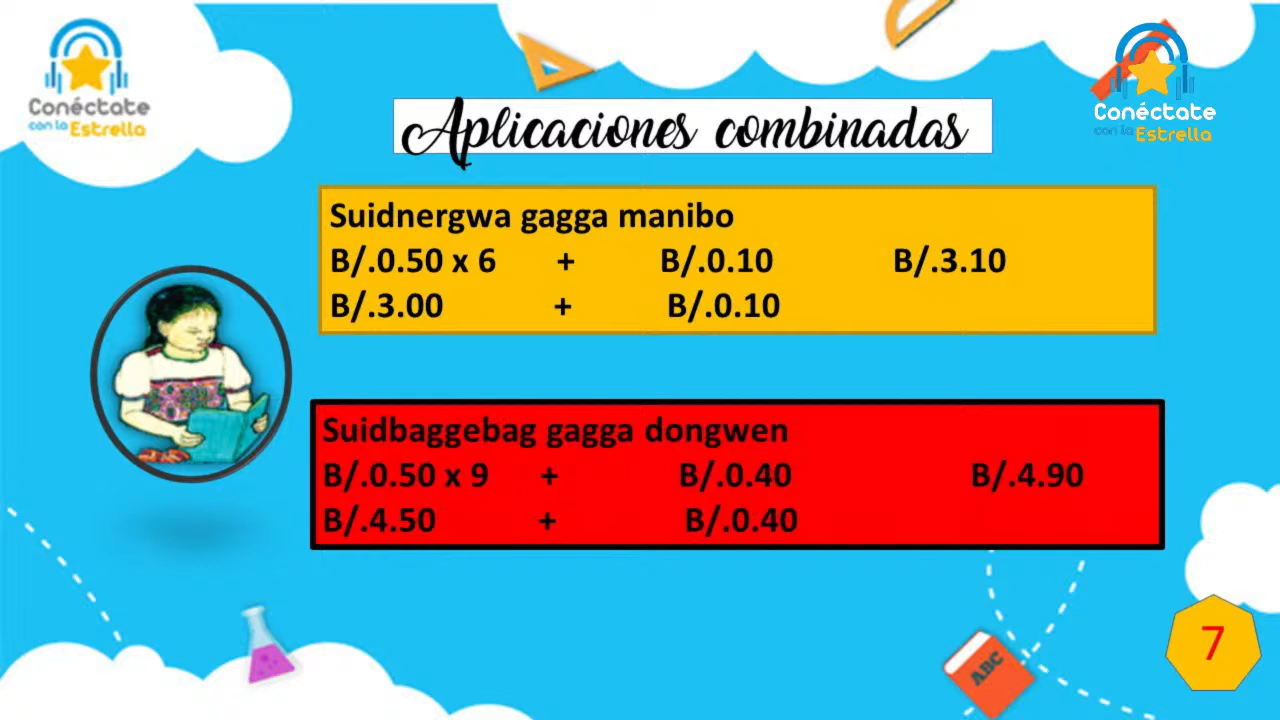 Conéctate
con la Estrella
Conéctate
con la Estrella
Aplicaciones combinadas
Suidnergwa gagga manibo
B/.0.50 x 6 + B/.0.10 B/.3.10
B/.3.00 + B/.0.10
Suidbaggebag gagga dongwen
B/.0.50 x 9 + B/.0.40 B/.4.90
B/.4.50 + B/.0.40
ABC
7